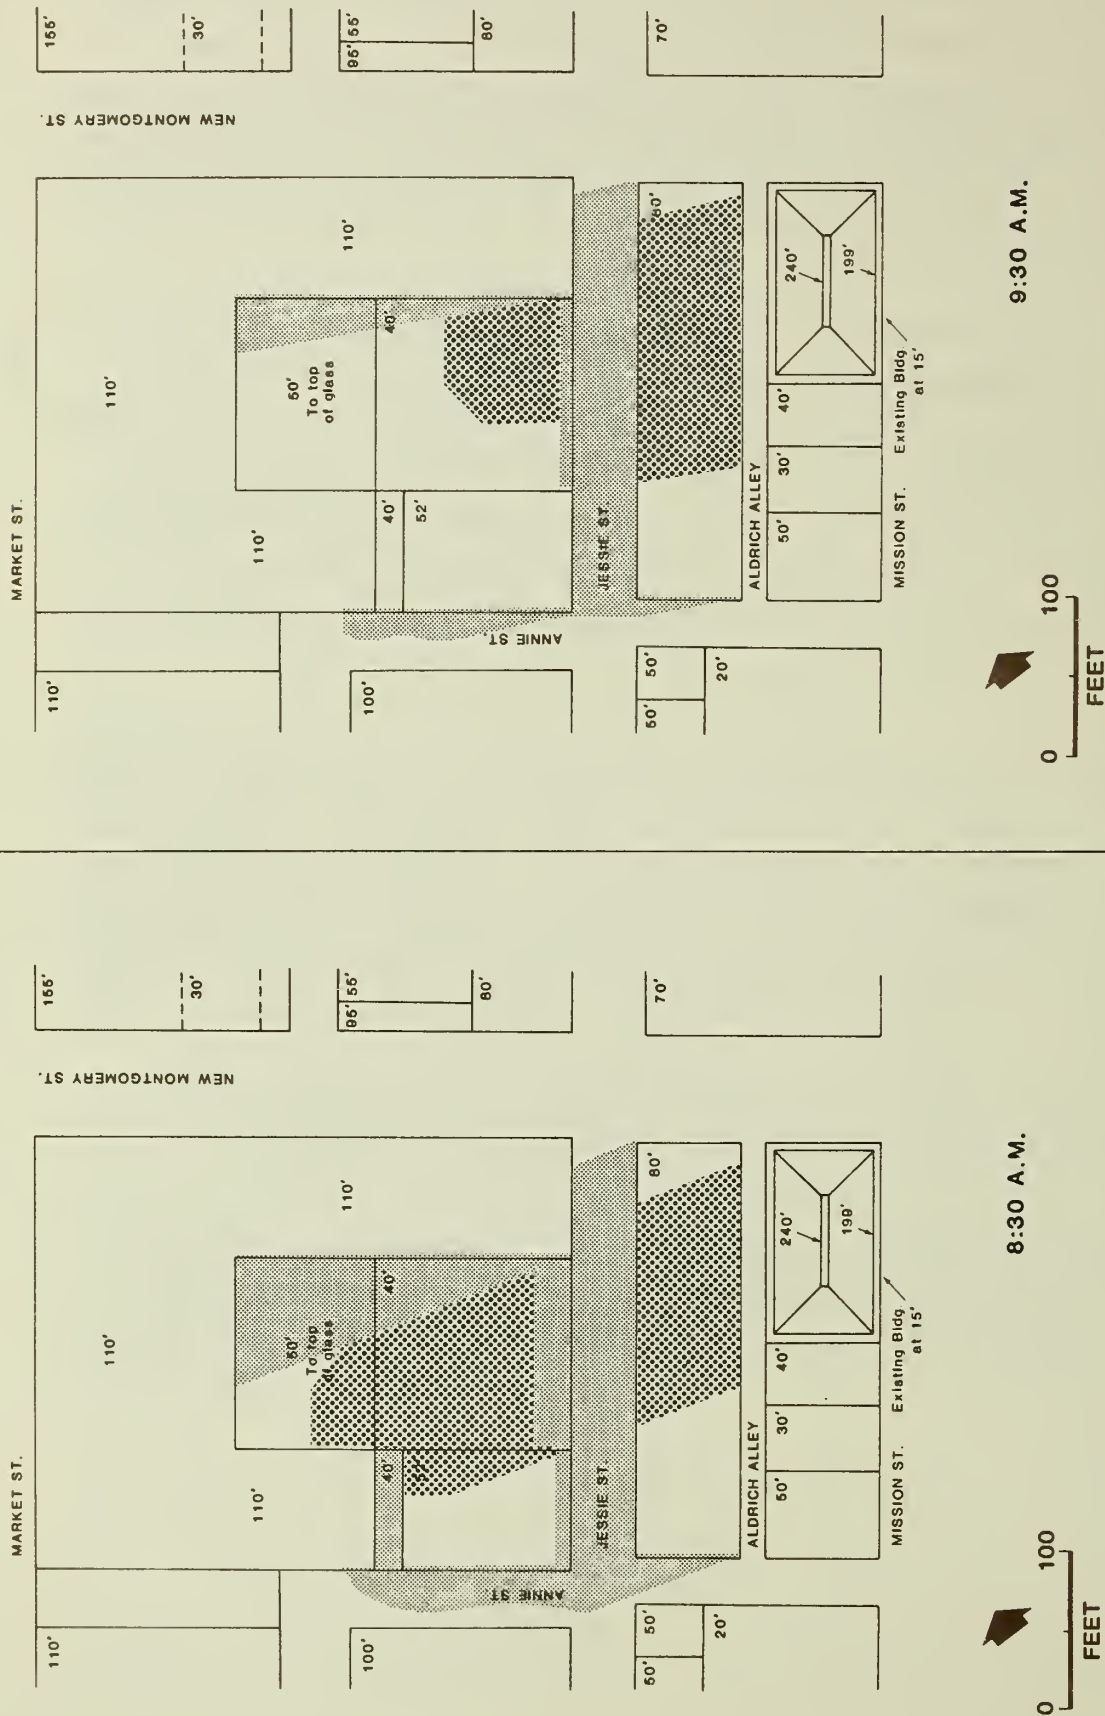 MARKET ST.
110'
155'
30'
110'
NEW MONTGOMERY ST.
95'
55'
80'
50'
To top
of glass
110'
110'
40'
40'
52'
100'
ANNIE ST.
JESSIE ST.
80'
70'
50'
50'
20'
ALDRICH ALLEY
50'
30'
40'
240'
199'
MISSION ST.
Existing Bldg.
at 15'
0
100
FEET
8:30 A.M.
MARKET ST.
110'
155'
30'
110'
NEW MONTGOMERY ST.
95'
55'
80'
50'
To top
of glass
110'
110'
40'
40'
52'
100'
ANNIE ST.
JESSIE ST.
80'
70'
50'
50'
20'
ALDRICH ALLEY
50'
30'
40'
240'
199'
MISSION ST.
Existing Bldg.
at 15'
0
100
FEET
9:30 A.M.